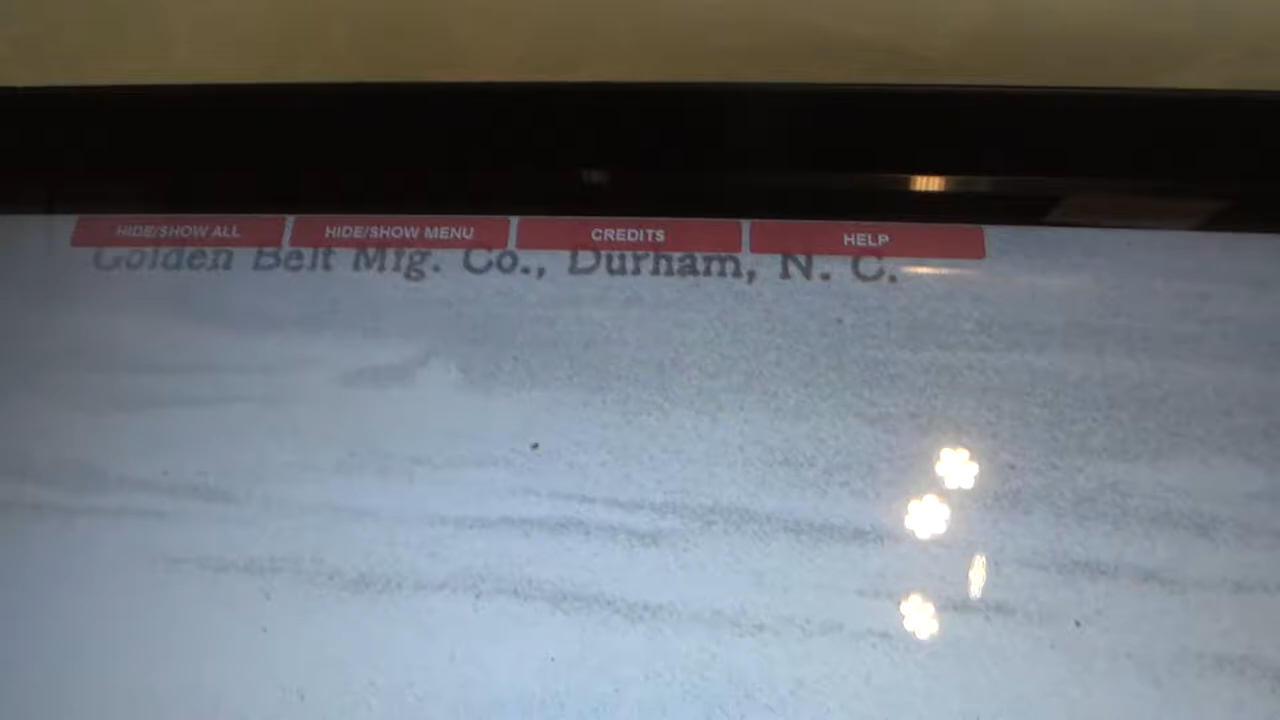 HIDE/SHOW ALL HIDE/SHOW MENU CREDITS HELP
Golden Belt Mfg. Co., Durham, N. C.